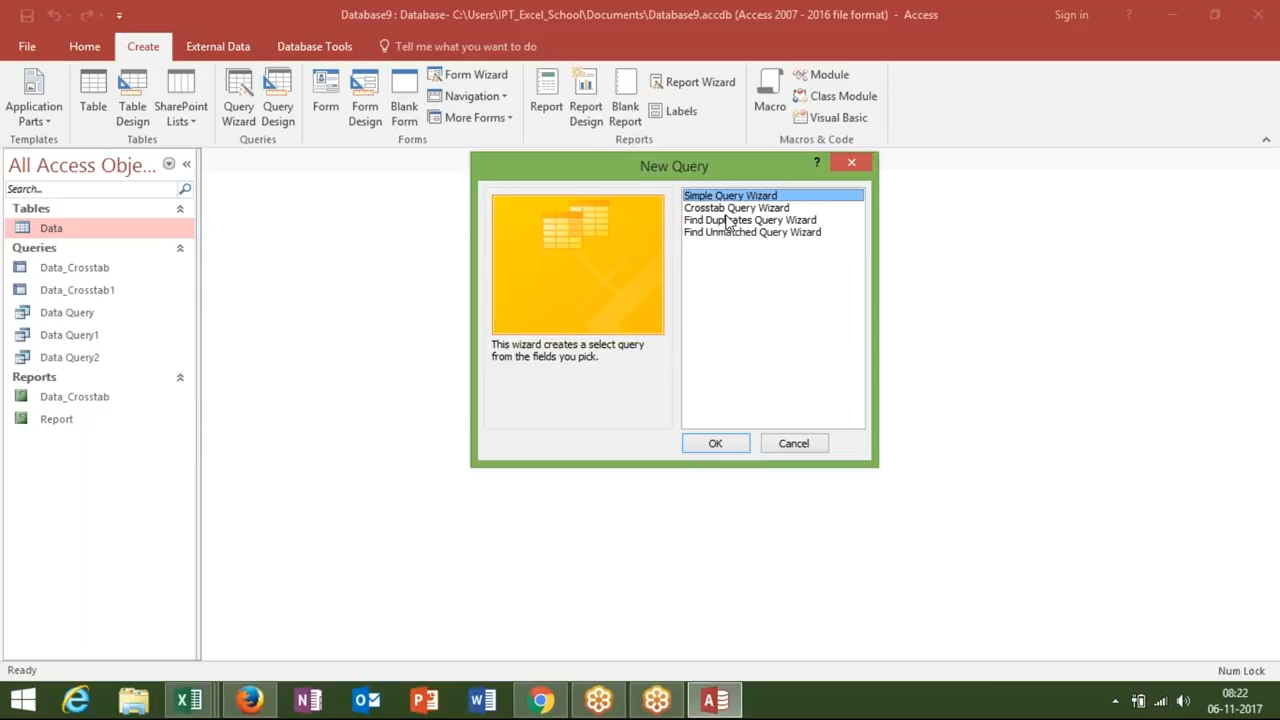 Database9 : Database- C:\Users\IPT_Excel_School\Documents\Database9.accdb (Access 2007 - 2016 file format) - Access
Sign in
?
File
Home
Create
External Data
Database Tools
Tell me what you want to do
Application
Parts
Table
Table
Design
SharePoint
Lists
Query
Wizard
Query
Design
Form
Form
Design
Blank
Form
Form Wizard
Navigation
More Forms
Report
Report
Design
Blank
Report
Report Wizard
Labels
Macro
Module
Class Module
Visual Basic
Templates
Tables
Queries
Forms
Reports
Macros & Code
All Access Obje...
Search...
Tables
Data
Queries
Data_Crosstab
Data_Crosstab1
Data Query
Data Query1
Data Query2
Reports
Data_Crosstab
Report
New Query
?
Simple Query Wizard
Crosstab Query Wizard
Find Duplicates Query Wizard
Find Unmatched Query Wizard
This wizard creates a select query
from the fields you pick.
OK
Cancel
Ready
Num Lock
08:22
06-11-2017